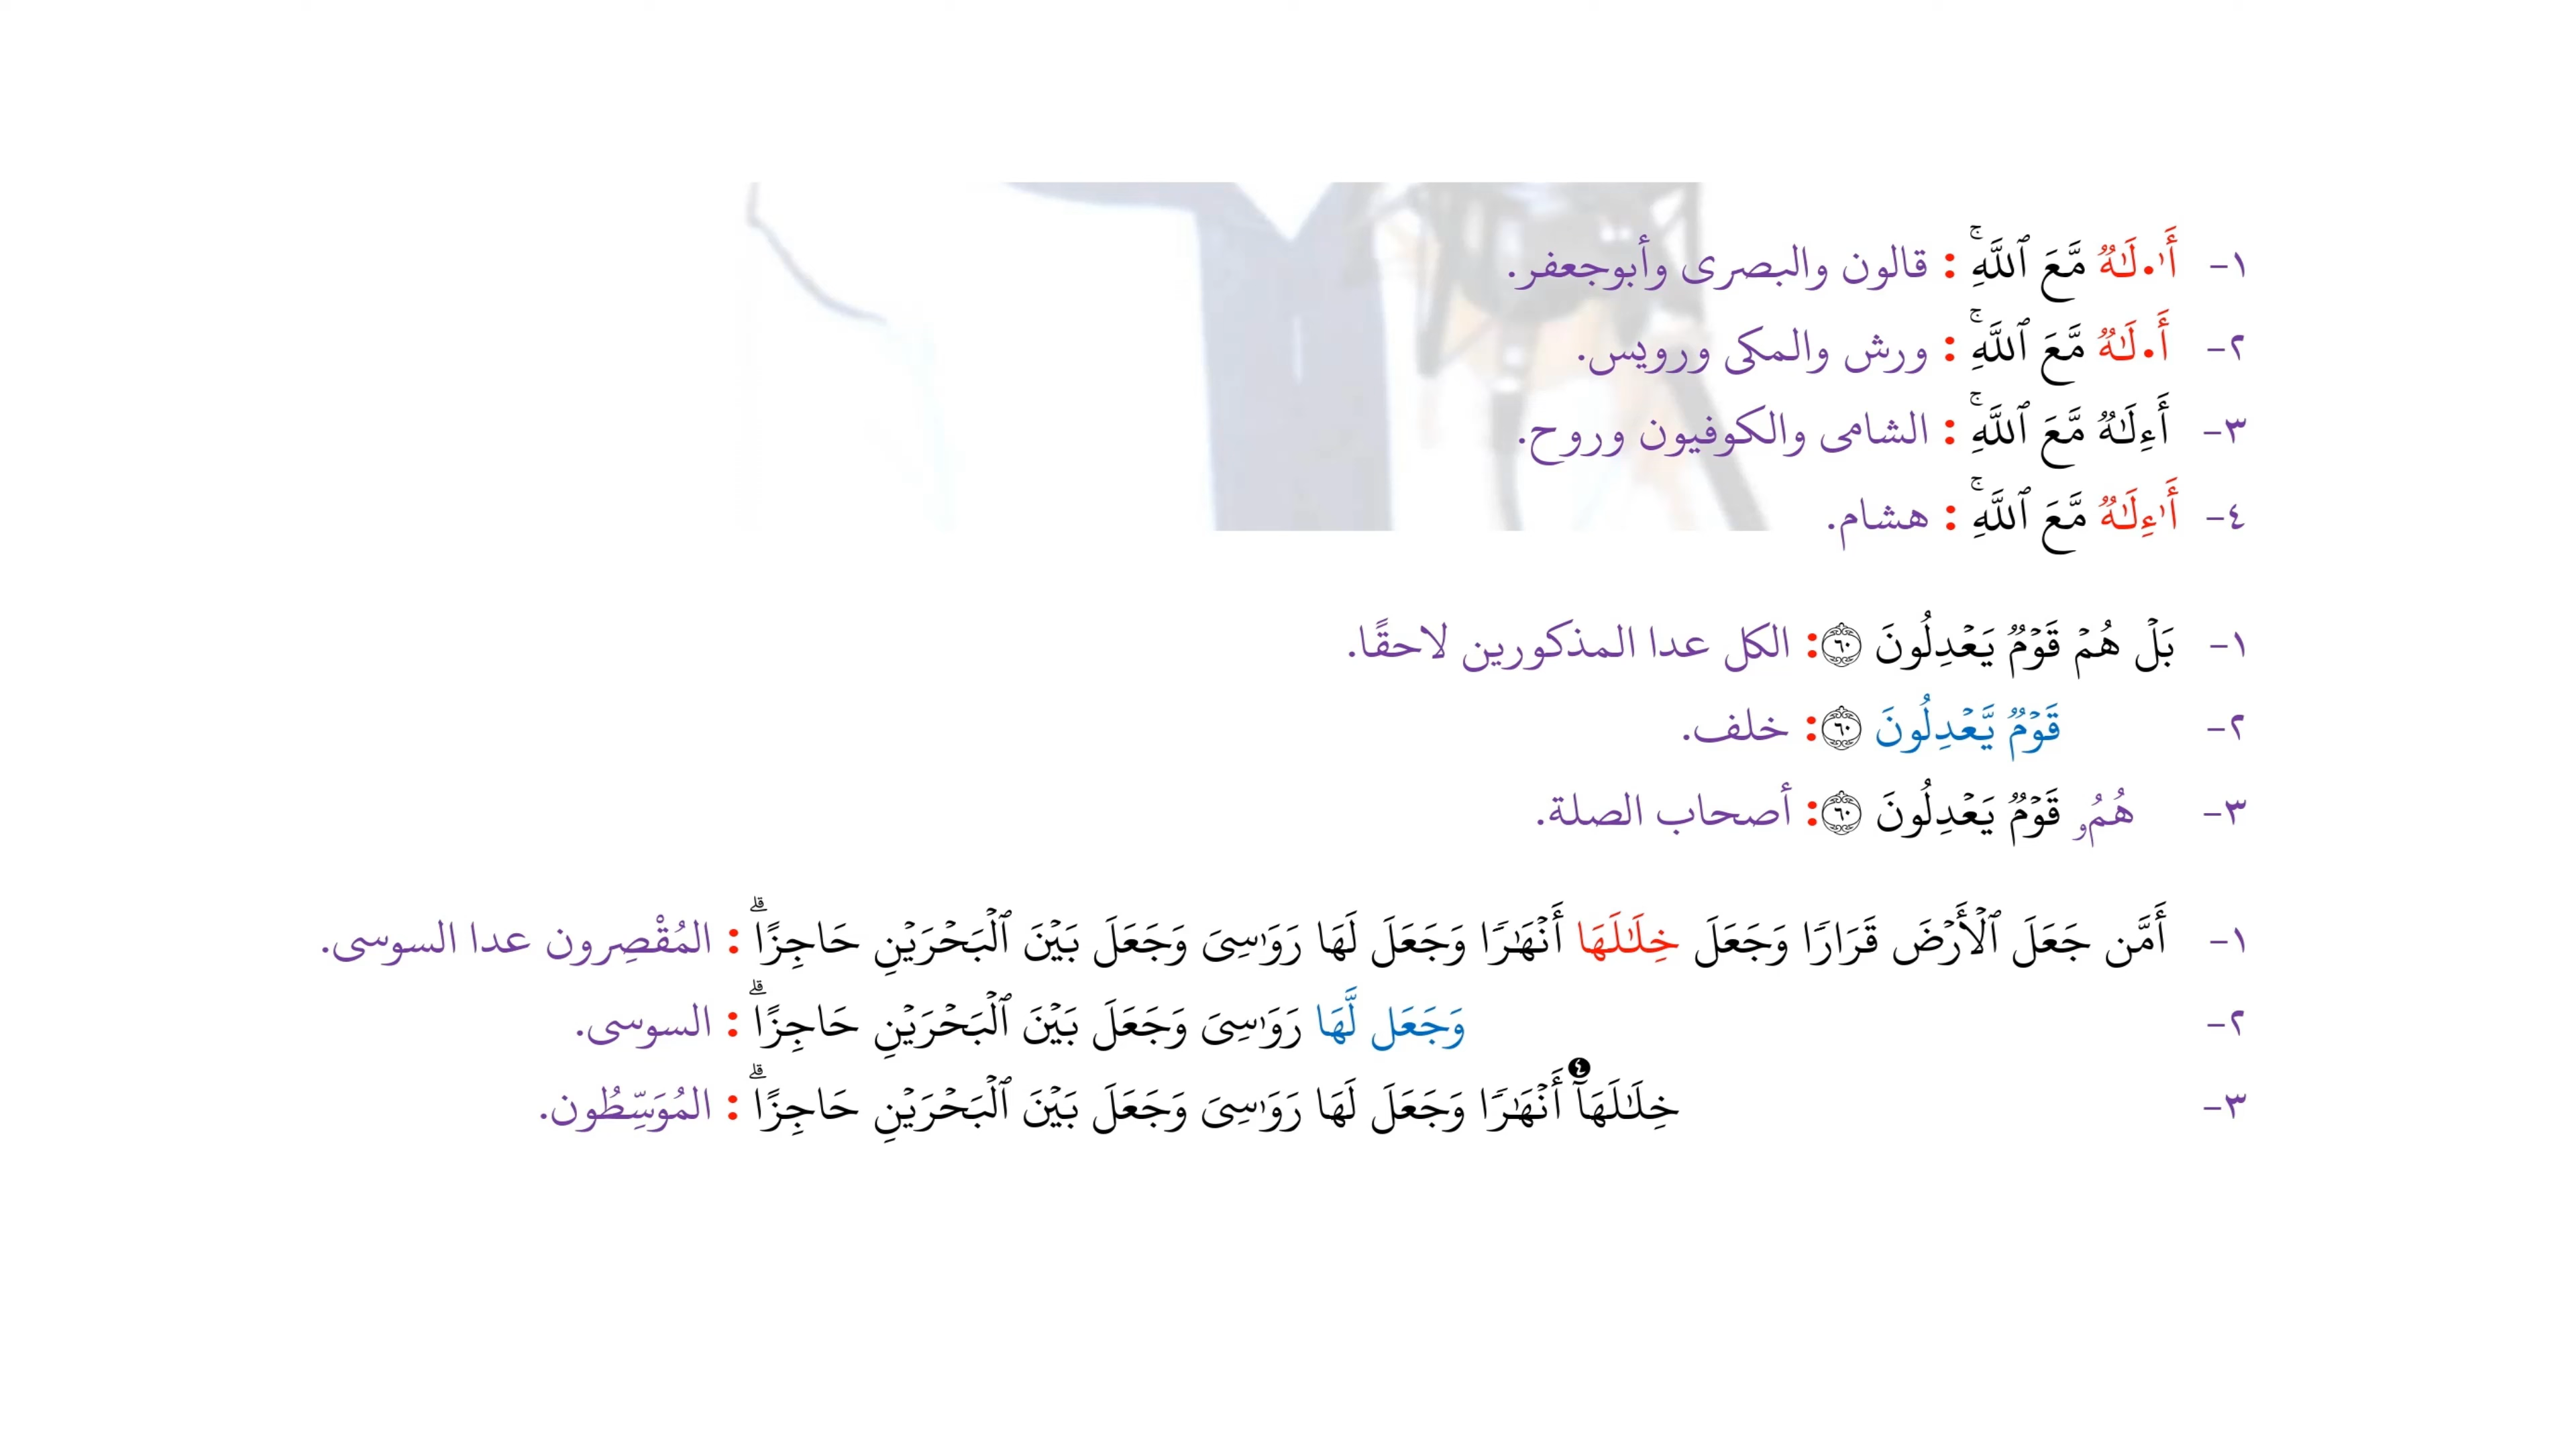 ١- أَ ٰ۬لَـٰهٞ مَّعَ ٱللَّهِۚ : قالون والبصرى وأبوجعفر.
٢- أَ۬لَـٰهٞ مَّعَ ٱللَّهِۚ : ورش والمكى ورويس.
٣- أَءِلَـٰهٞ مَّعَ ٱللَّهِۚ : الشامى والكوفيون وروح.
٤- أَ ٰءِلَـٰهٞ مَّعَ ٱللَّهِۚ : هشام.
١- بَلۡ هُمۡ قَوۡمٞ يَعۡدِلُونَ ۝٦٠ : الكل عدا المذكورين لاحقًا.
٢- قَوۡمٞ يَّعۡدِلُونَ ۝٦٠ : خلف.
٣- هُمُۥ قَوۡمٞ يَعۡدِلُونَ ۝٦٠ : أصحاب الصلة.
١- أَمَّن جَعَلَ ٱلۡأَرۡضَ قَرَارٗا وَجَعَلَ خِلَـٰلَهَا أَنۡهَـٰرٗا وَجَعَلَ لَهَا رَوَٰسِىَ وَجَعَلَ بَيۡنَ ٱلۡبَحۡرَيۡنِ حَاجِزًاۗ : المُقْصِرون عدا السوسى.
٢- وَجَعَل لَّهَا رَوَٰسِىَ وَجَعَلَ بَيۡنَ ٱلۡبَحۡرَيۡنِ حَاجِزًاۗ : السوسى.
٣- خِلَـٰلَهَآ ٤ أَنۡهَـٰرٗا وَجَعَلَ لَهَا رَوَٰسِىَ وَجَعَلَ بَيۡنَ ٱلۡبَحۡرَيۡنِ حَاجِزًاۗ : المُوَسِّطُون.